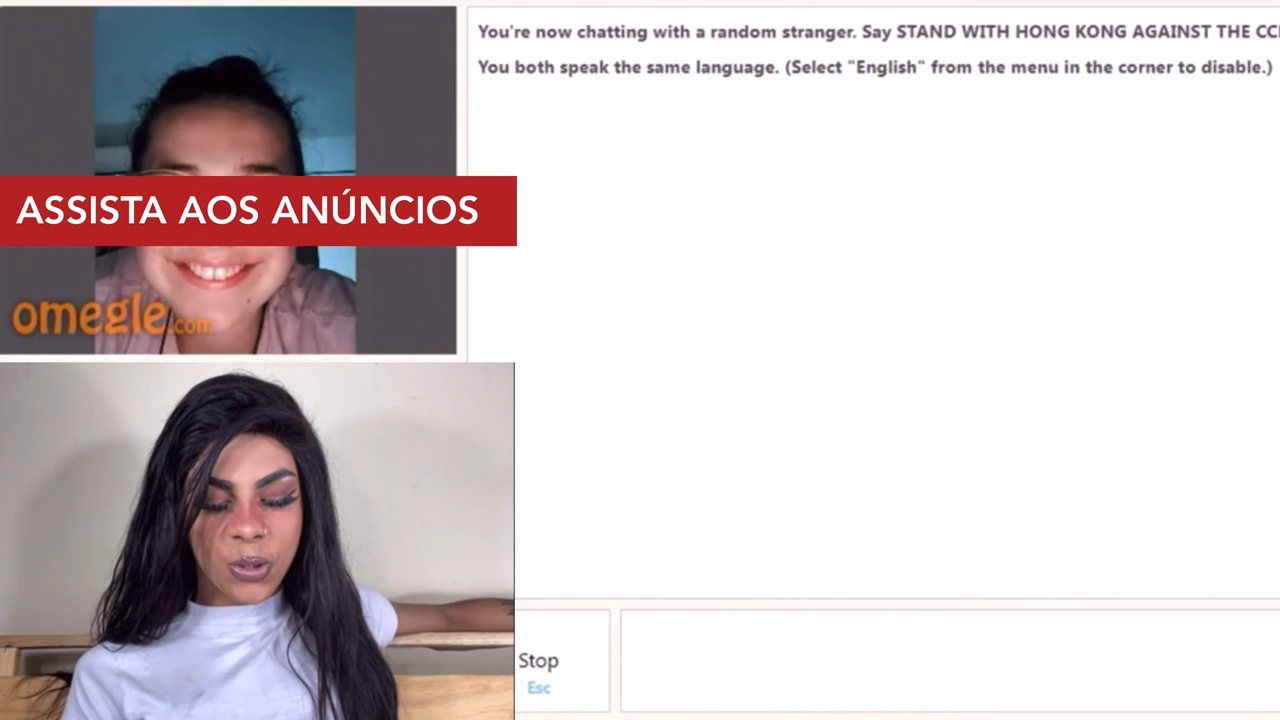 You're now chatting with a random stranger. Say STAND WITH HONG KONG AGAINST THE
You both speak the same language. (Select "English" from the menu in the corner to disable.)
ASSISTA AOS ANÚNCIOS
omegle.com
Stop
Esc